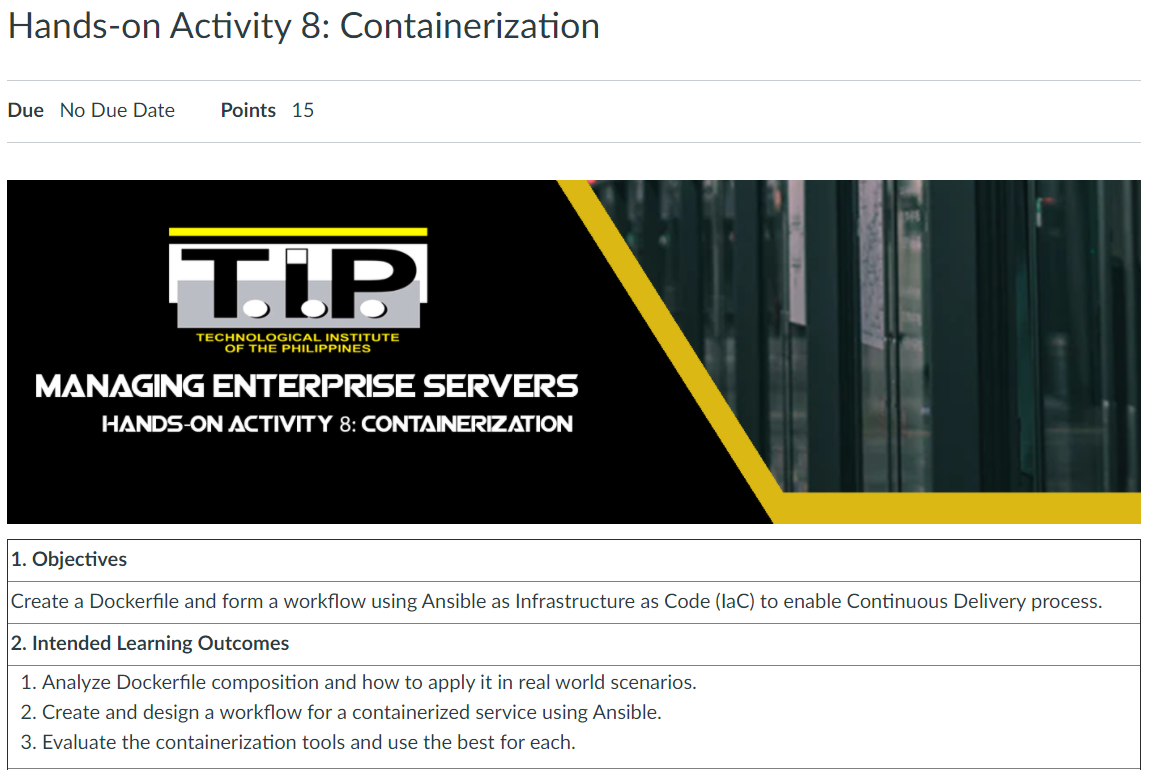 Hands-on Activity 8: Containerization
Due No Due Date Points 15
T.I.P.
TECHNOLOGICAL INSTITUTE
OF THE PHILIPPINES
MANAGING ENTERPRISE SERVERS
HANDS-ON ACTIVITY 8: CONTAINERIZATION
1. Objectives
Create a Dockerfile and form a workflow using Ansible as Infrastructure as Code (IaC) to enable Continuous Delivery process.
2. Intended Learning Outcomes
1. Analyze Dockerfile composition and how to apply it in real world scenarios.
2. Create and design a workflow for a containerized service using Ansible.
3. Evaluate the containerization tools and use the best for each.